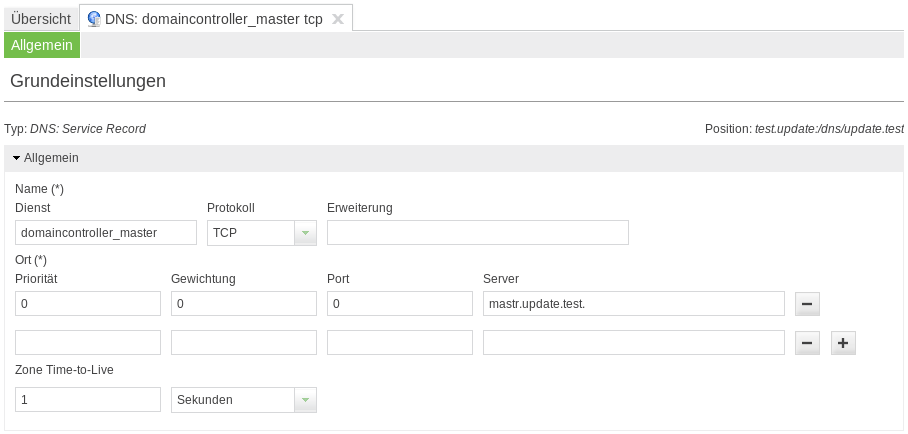 Übersicht DNS: domaincontroller_master tcp
Allgemein
Grundeinstellungen
Typ: DNS: Service Record Position: test.update:/dns/update.test
Allgemein
Name (*)
Dienst Protokoll Erweiterung
domaincontroller_master TCP
Ort (*)
Priorität Gewichtung Port Server
0 0 0 mastr.update.test.
Zone Time-to-Live
1 Sekunden